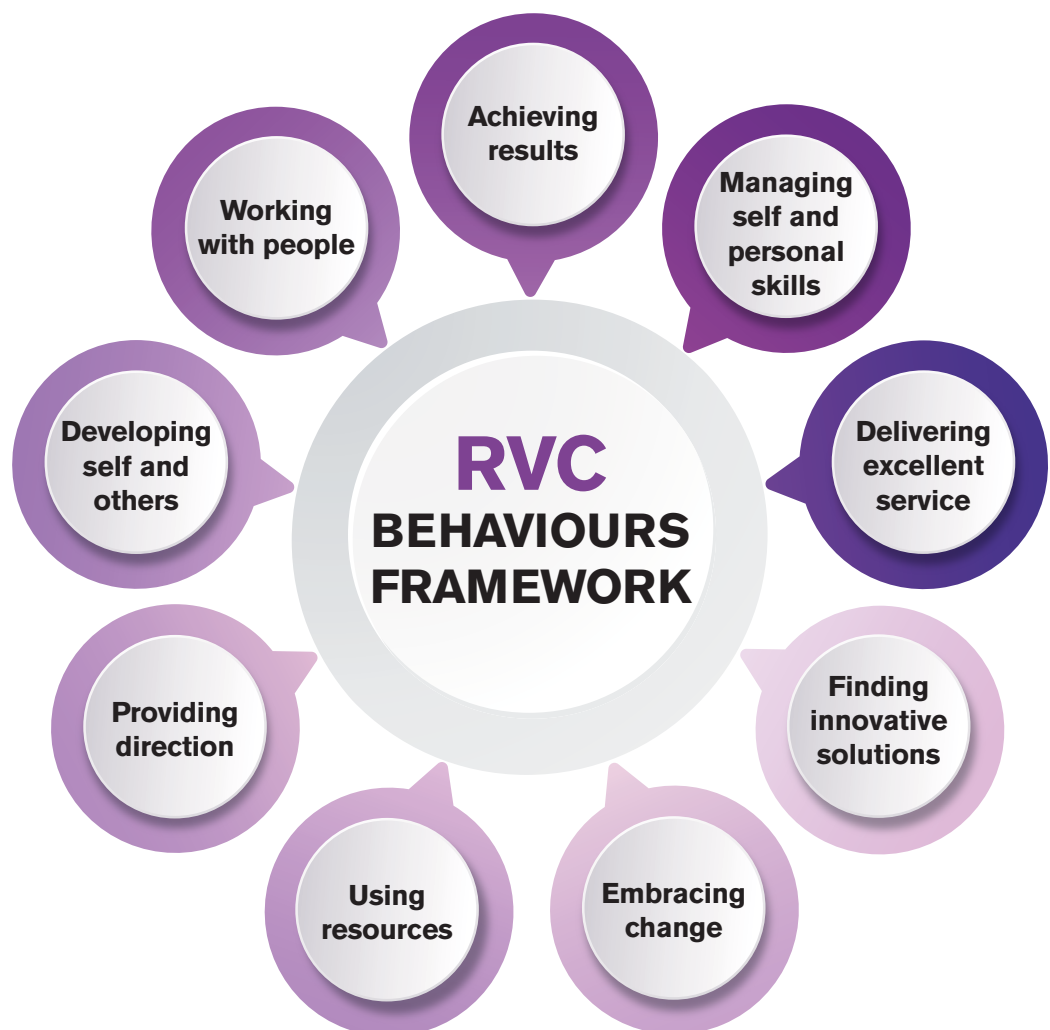 Achieving
results
Managing
self and
personal
skills
Delivering
excellent
service
Finding
innovative
solutions
Embracing
change
Using
resources
Providing
direction
Developing
self and
others
Working
with people
RVC
BEHAVIOURS
FRAMEWORK